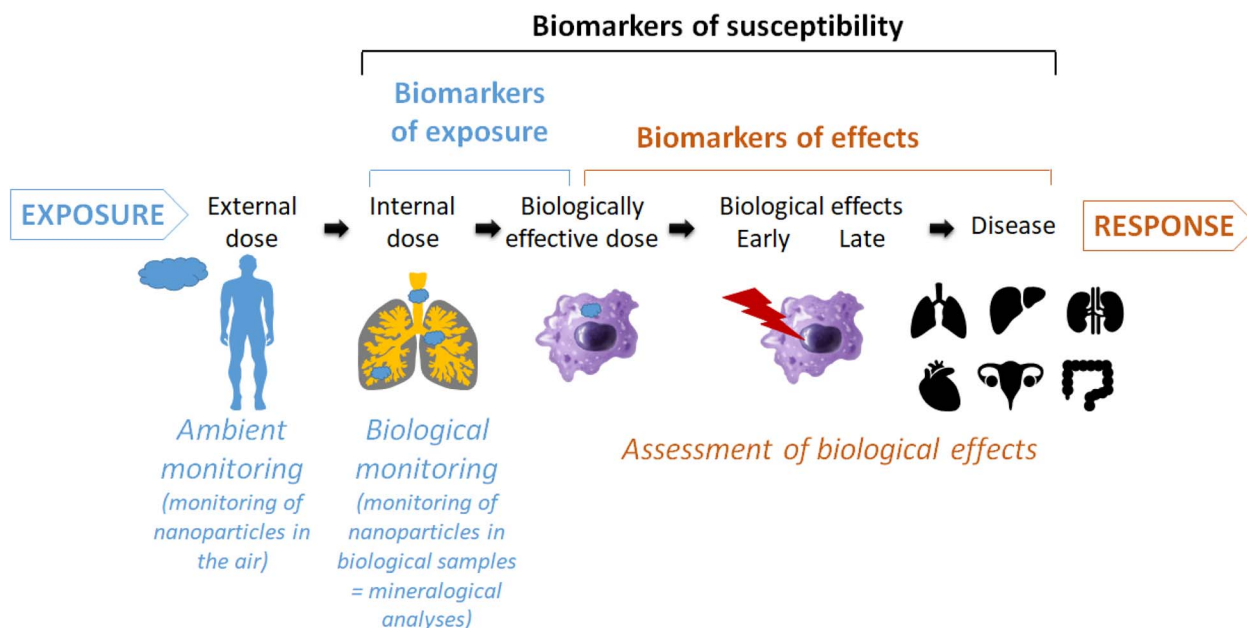 Biomarkers of susceptibility
Biomarkers
of exposure
Biomarkers of effects
EXPOSURE
External
dose
Internal
dose
Biologically
effective dose
Biological effects
Early Late
Disease
RESPONSE
Ambient
monitoring
(monitoring of
nanoparticles in
the air)
Biological
monitoring
(monitoring of
nanoparticles in
biological samples
= mineralogical
analyses)
Assessment of biological effects